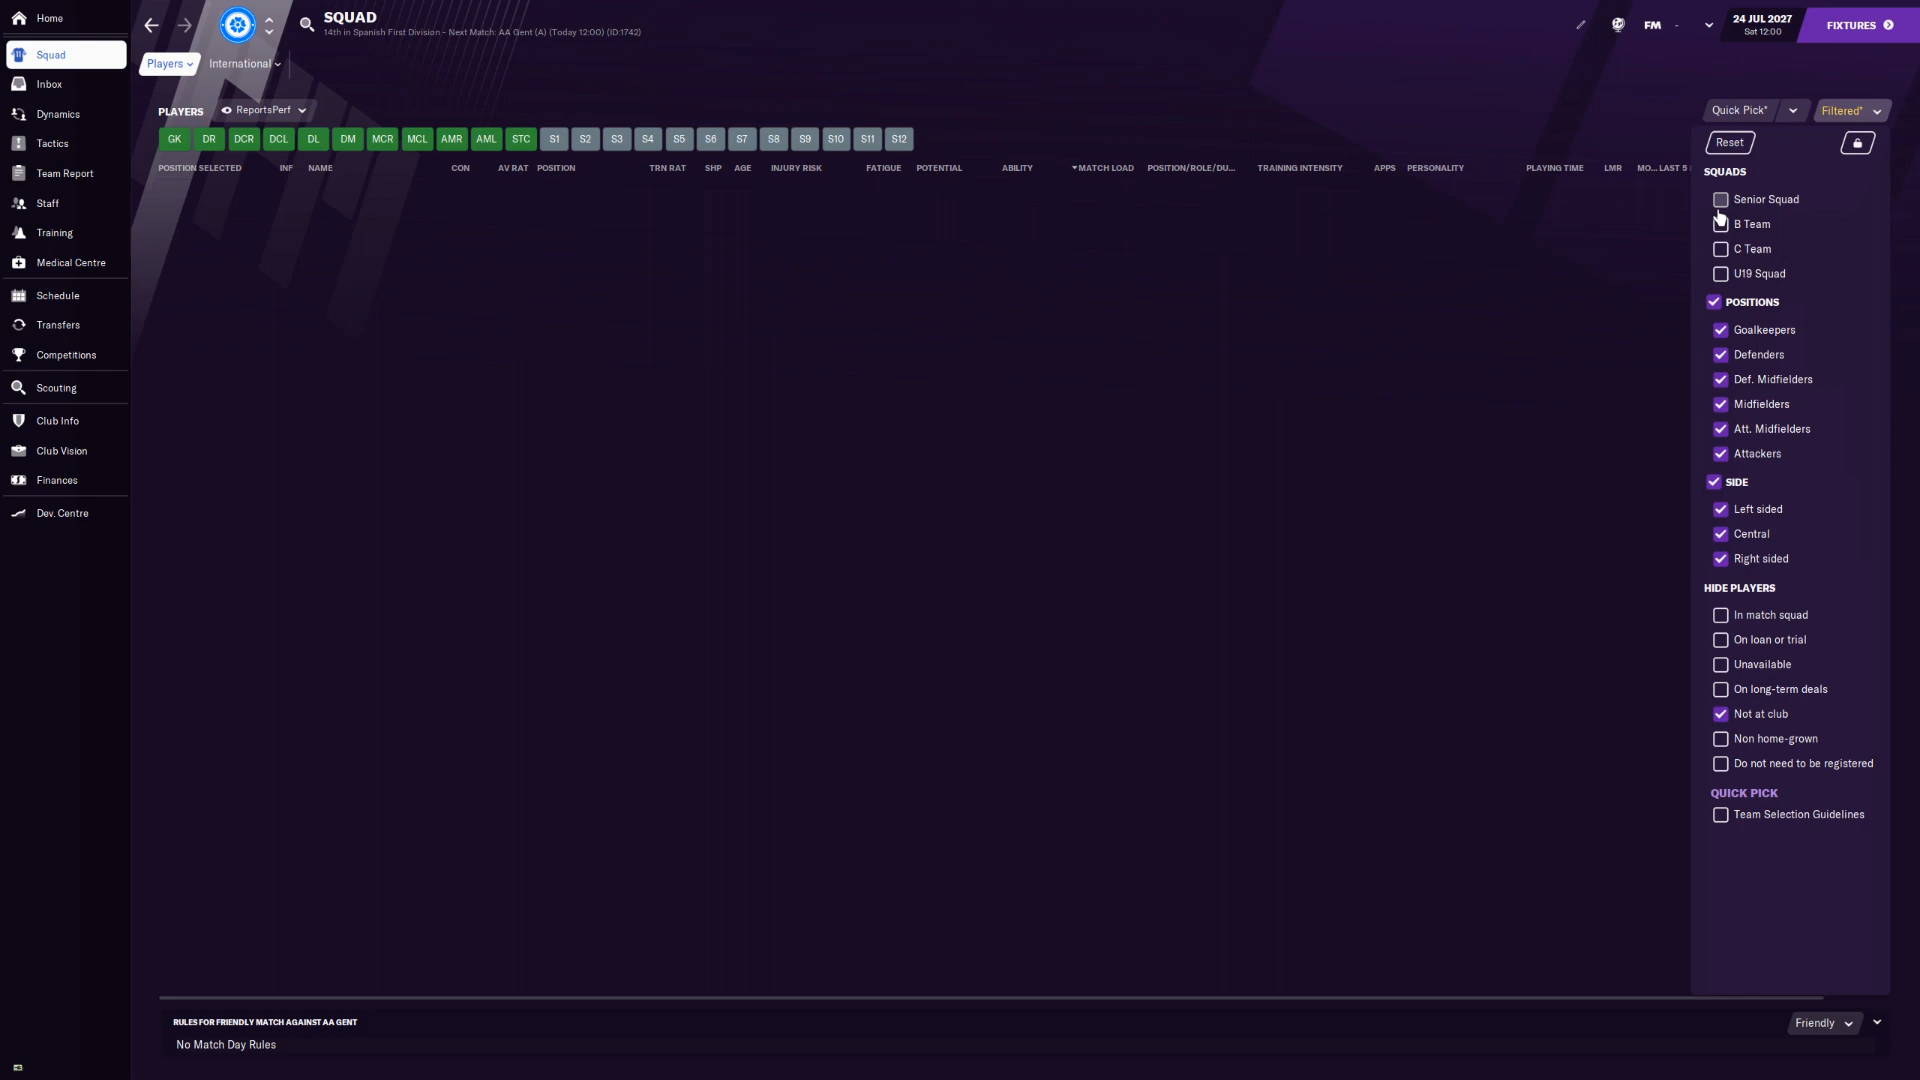 Home
Squad
Inbox
Dynamics
Tactics
Team Report
Staff
Training
Medical Centre
Schedule
Transfers
Competitions
Scouting
Club Info
Club Vision
Finances
Dev. Centre
SQUAD
14th in Spanish First Division - Next Match: AA Gent (A) (Today 12:00) (ID:1742)
FM -
24 JUL 2027
Sat 12:00
FIXTURES
Players
International
PLAYERS
ReportsPerf
Quick Pick*
Filtered*
GK DR DCR DCL DL DM MCR MCL AMR AML STC S1 S2 S3 S4 S5 S6 S7 S8 S9 S10 S11 S12
POSITION SELECTED INF NAME CON AV RAT POSITION TRN RAT SHP AGE INJURY RISK FATIGUE POTENTIAL ABILITY MATCH LOAD POSITION/ROLE/DU... TRAINING INTENSITY APPS PERSONALITY PLAYING TIME LMR MO... LAST 5
Reset
SQUADS
Senior Squad
B Team
C Team
U19 Squad
POSITIONS
Goalkeepers
Defenders
Def. Midfielders
Midfielders
Att. Midfielders
Attackers
SIDE
Left sided
Central
Right sided
HIDE PLAYERS
In match squad
On loan or trial
Unavailable
On long-term deals
Not at club
Non home-grown
Do not need to be registered
QUICK PICK
Team Selection Guidelines
RULES FOR FRIENDLY MATCH AGAINST AA GENT
Friendly
No Match Day Rules